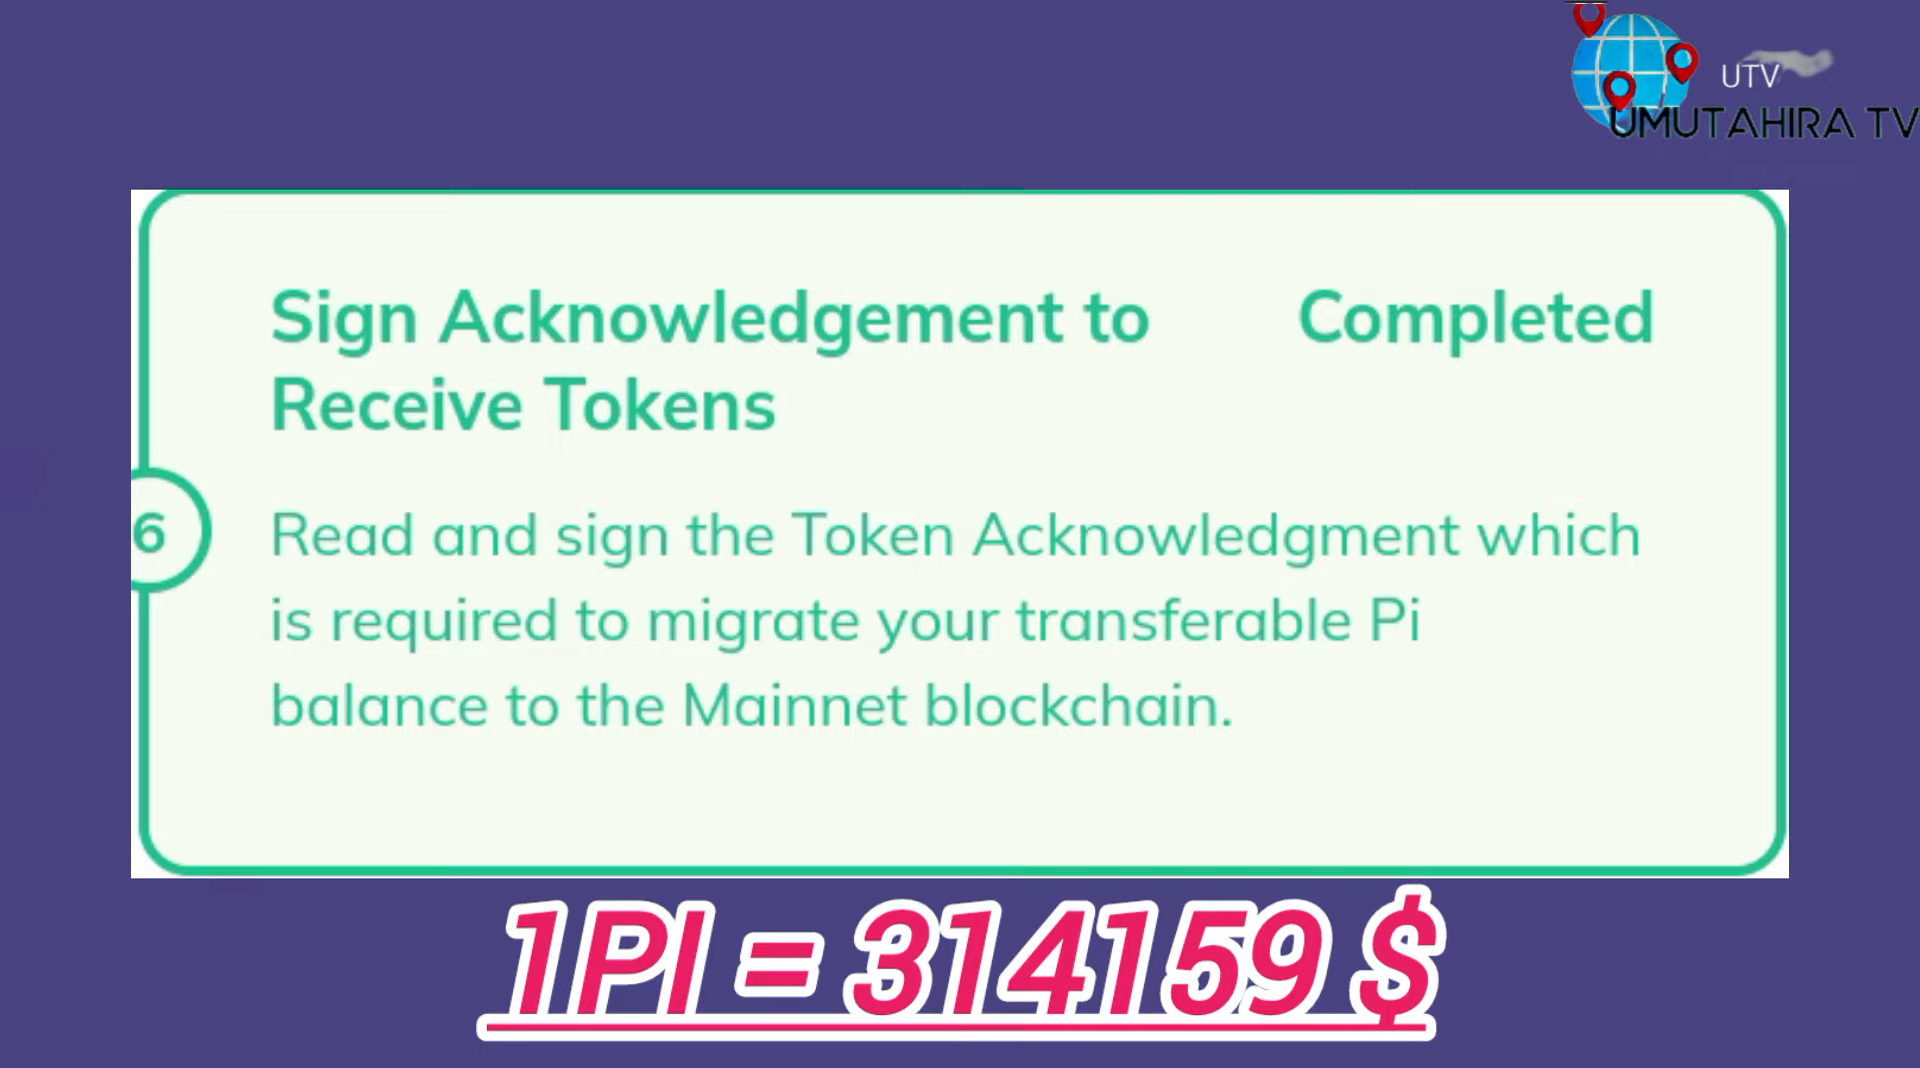 UTV
UMUTAHIRA TV
Sign Acknowledgement to
Receive Tokens
Completed
6
Read and sign the Token Acknowledgment which
is required to migrate your transferable Pi
balance to the Mainnet blockchain.
1PI = 314159 $